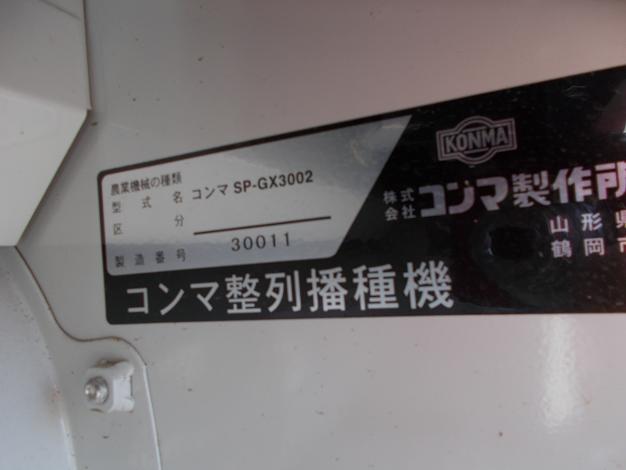 農業機械の種類
型式名 コンマ SP-GX3002
区分
製造番号 30011
KONMA
株式会社 コンマ製作所
山形県
鶴岡市
コンマ整列播種機